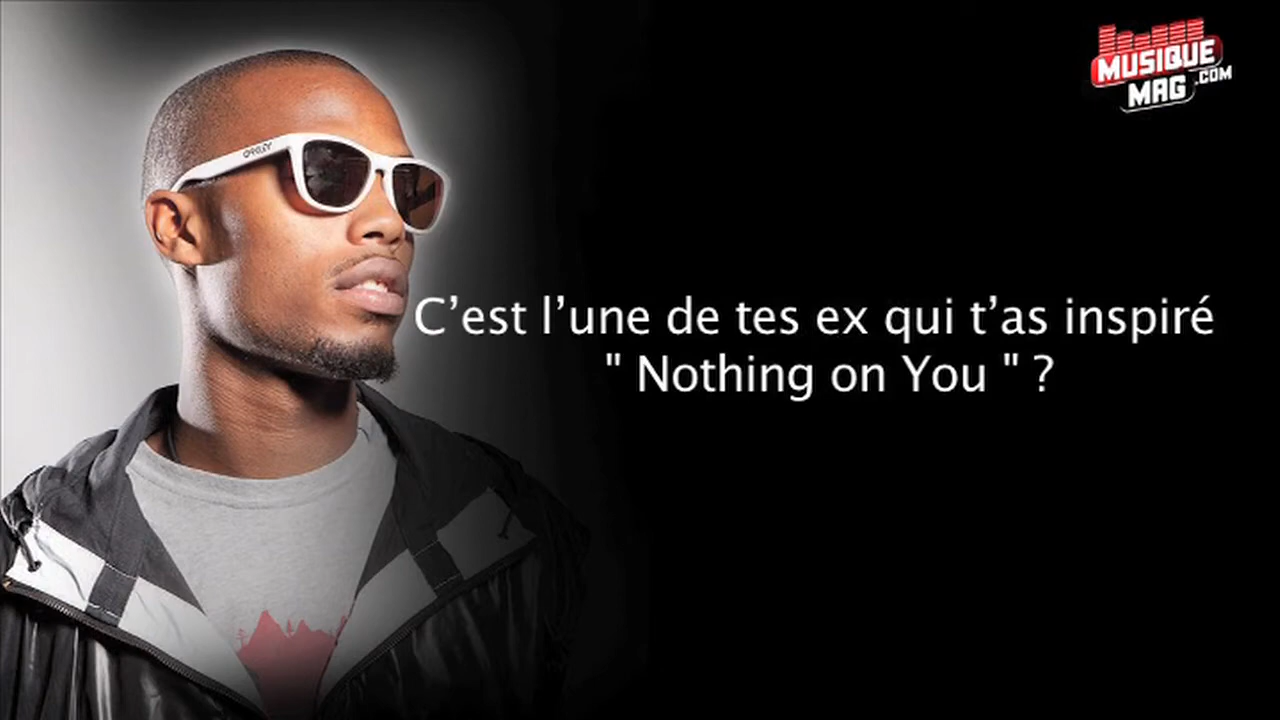 MUSIQUE
MAG .COM
OAKLEY
C’est l’une de tes ex qui t’as inspiré
" Nothing on You " ?